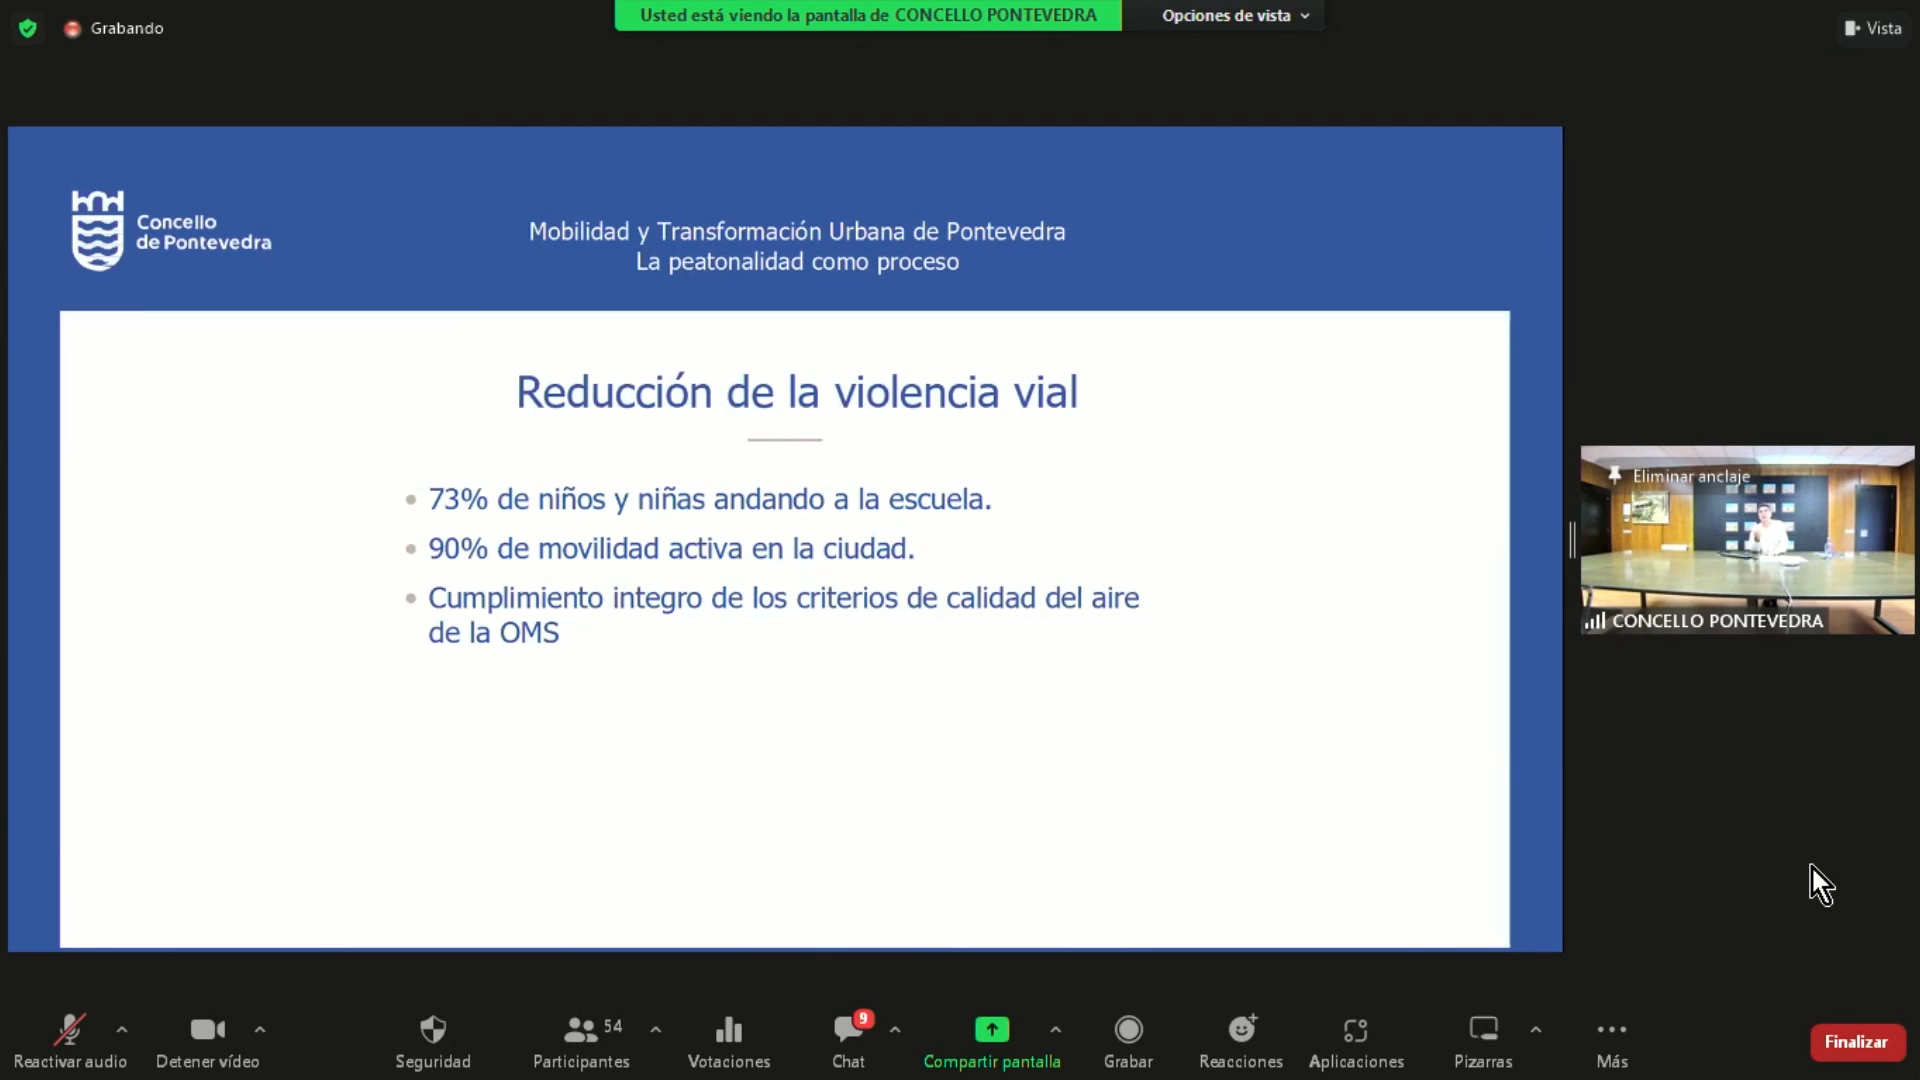 Grabando
Usted está viendo la pantalla de CONCELLO PONTEVEDRA
Opciones de vista
Vista
Concello
de Pontevedra
Mobilidad y Transformación Urbana de Pontevedra
La peatonalidad como proceso
Reducción de la violencia vial
73% de niños y niñas andando a la escuela.
90% de movilidad activa en la ciudad.
Cumplimiento integro de los criterios de calidad del aire
de la OMS
Eliminar anclaje
CONCELLO PONTEVEDRA
Reactivar audio
Detener vídeo
Seguridad
54
Participantes
Votaciones
9
Chat
Compartir pantalla
Grabar
Reacciones
Aplicaciones
Pizarras
Más
Finalizar